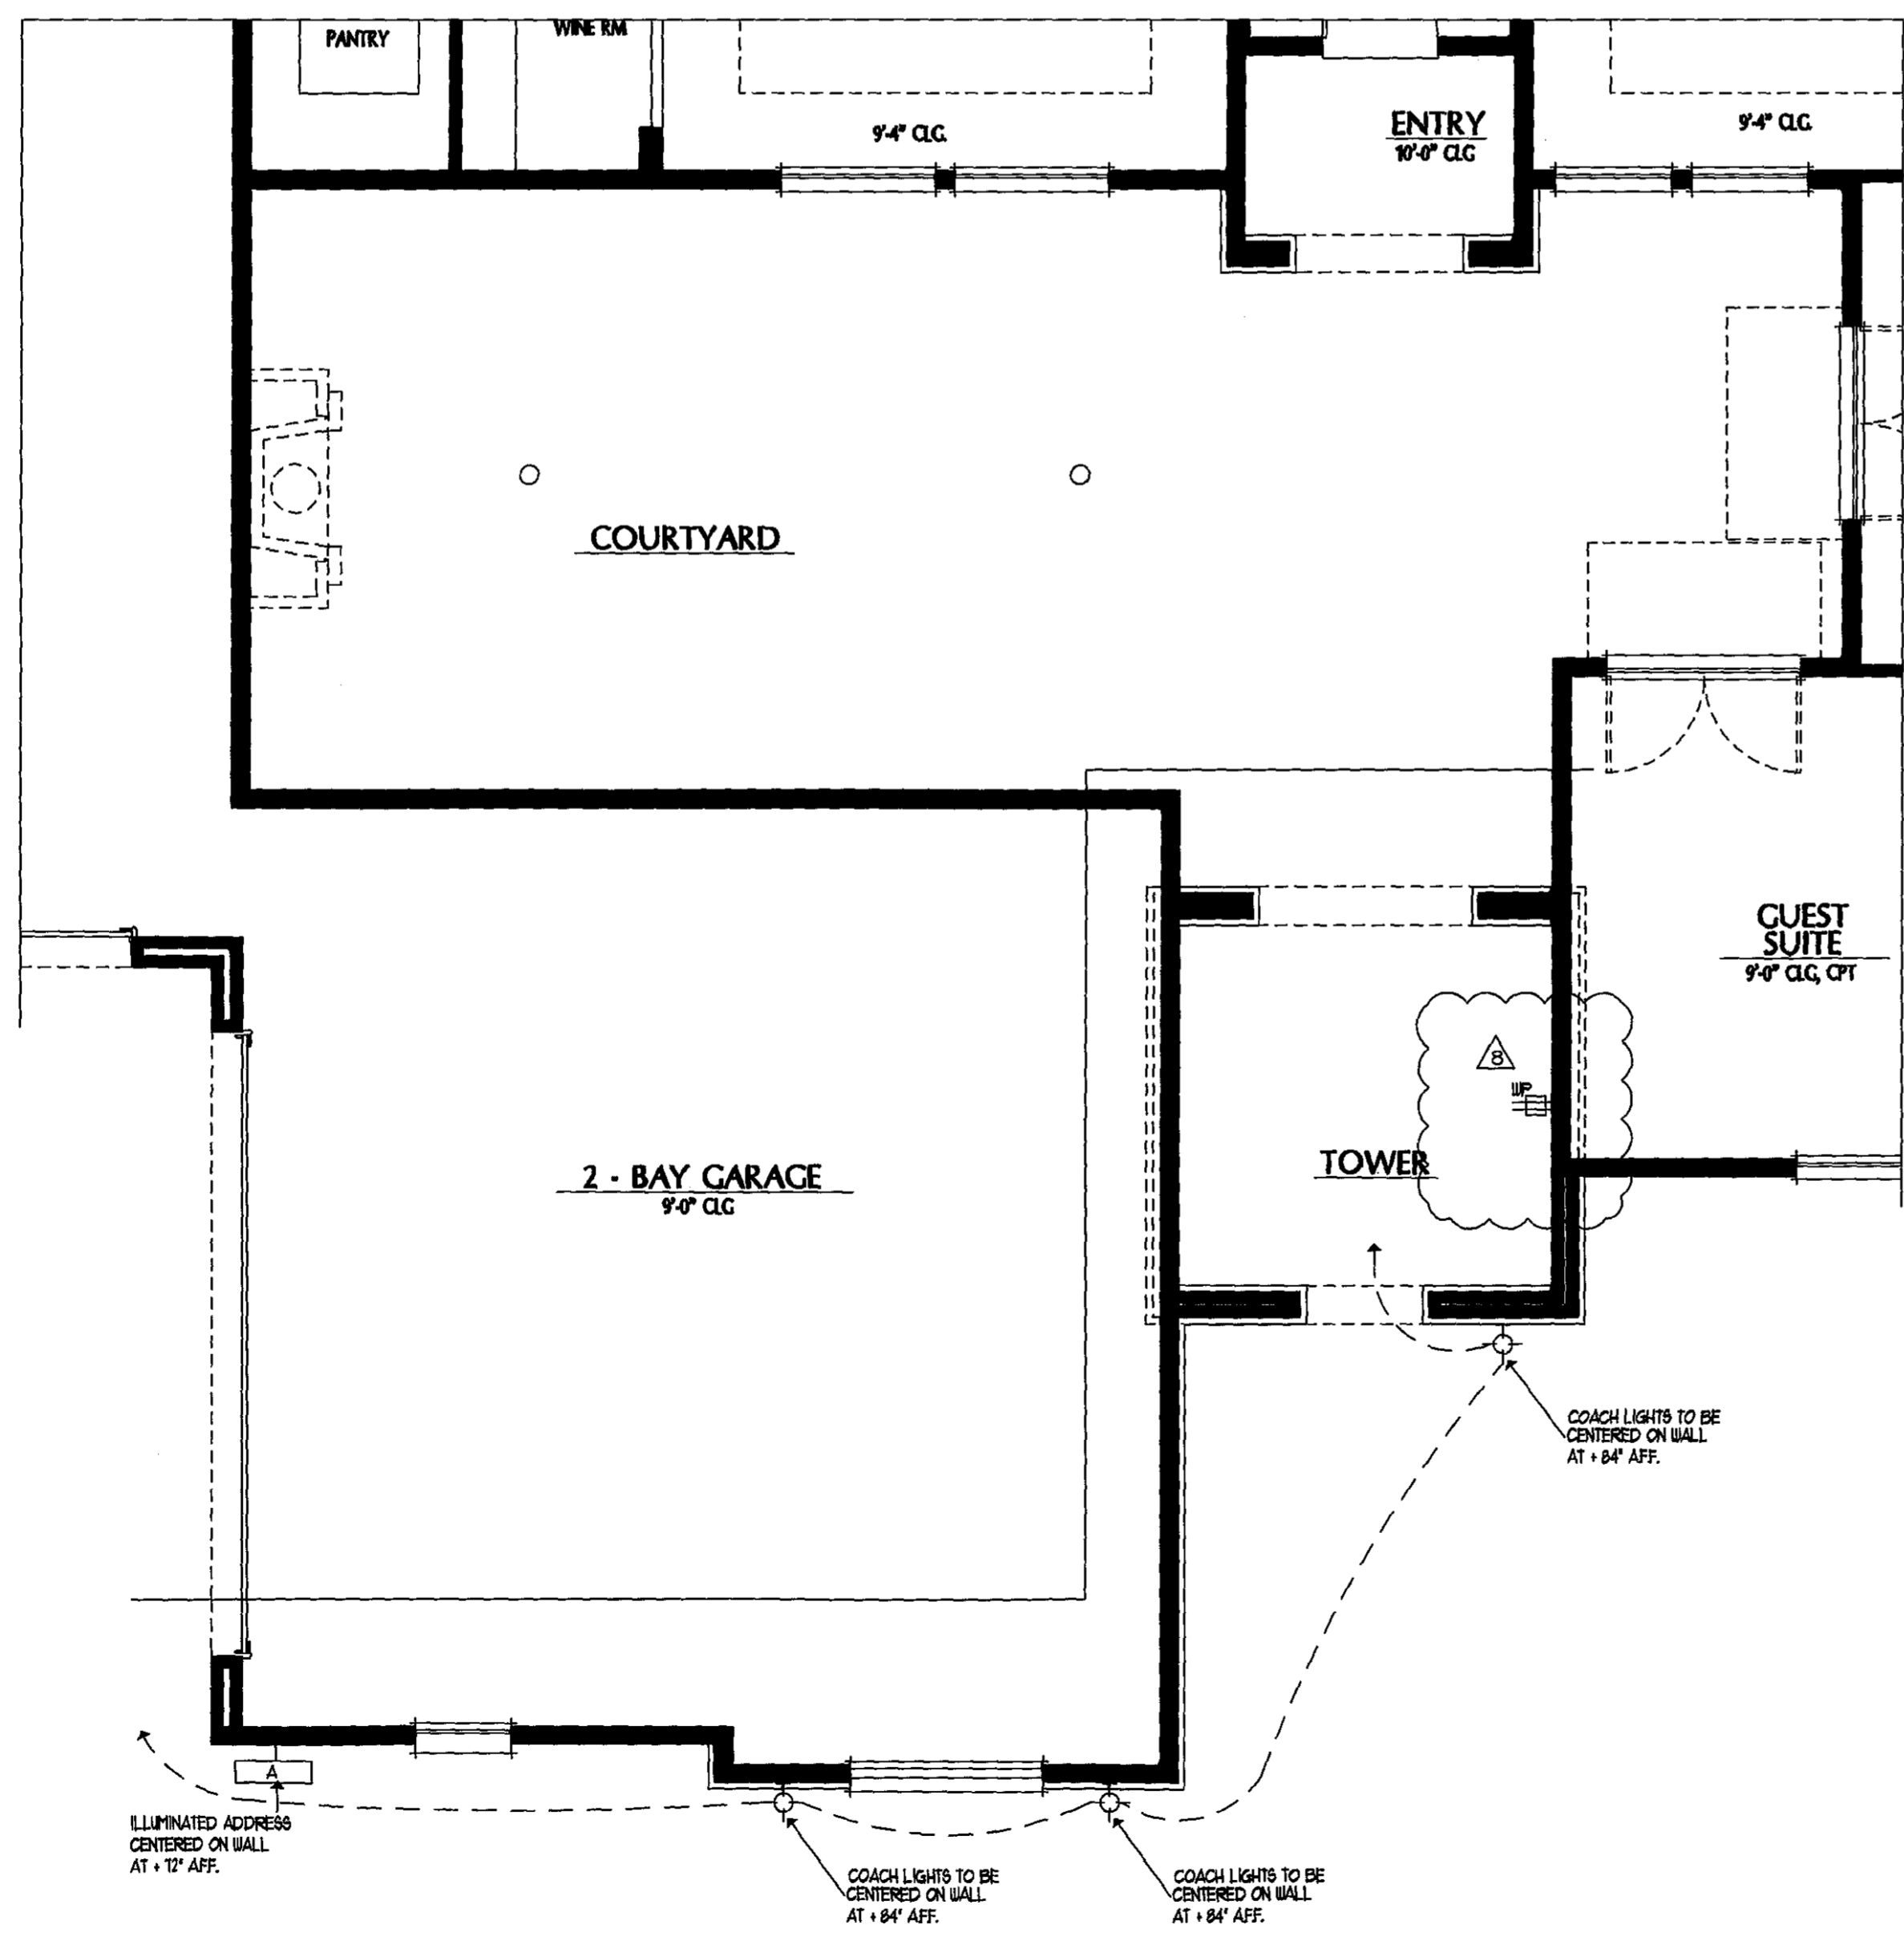 PANTRY
WINE RM
9'-4" CLG.
ENTRY
10'-0" CLG
9'-4" CLG.
COURTYARD
GUEST
SUITE
9'-0" CLG, CPT
8
WP
TOWER
2 - BAY GARAGE
9'-0" CLG
COACH LIGHTS TO BE
CENTERED ON WALL
AT + 84" AFF.
A
ILLUMINATED ADDRESS
CENTERED ON WALL
AT + 72" AFF.
COACH LIGHTS TO BE
CENTERED ON WALL
AT + 84" AFF.
COACH LIGHTS TO BE
CENTERED ON WALL
AT + 84" AFF.